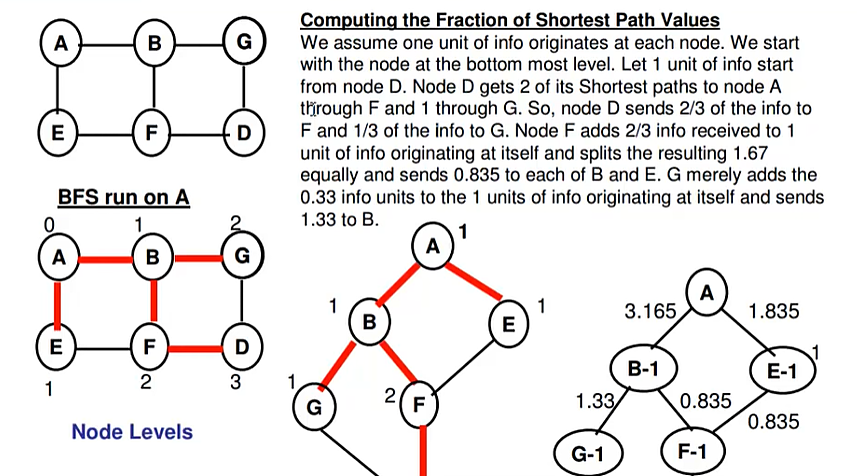 A B G
E F D
BFS run on A
0 1 2
A B G
E F D
1 2 3
Node Levels
Computing the Fraction of Shortest Path Values
We assume one unit of info originates at each node. We start
with the node at the bottom most level. Let 1 unit of info start
from node D. Node D gets 2 of its Shortest paths to node A
through F and 1 through G. So, node D sends 2/3 of the info to
F and 1/3 of the info to G. Node F adds 2/3 info received to 1
unit of info originating at itself and splits the resulting 1.67
equally and sends 0.835 to each of B and E. G merely adds the
0.33 info units to the 1 units of info originating at itself and sends
1.33 to B.
A 1
1 B E 1
1 G 2 F
A
3.165 1.835
B-1 E-1 1
1.33 0.835 0.835
G-1 F-1